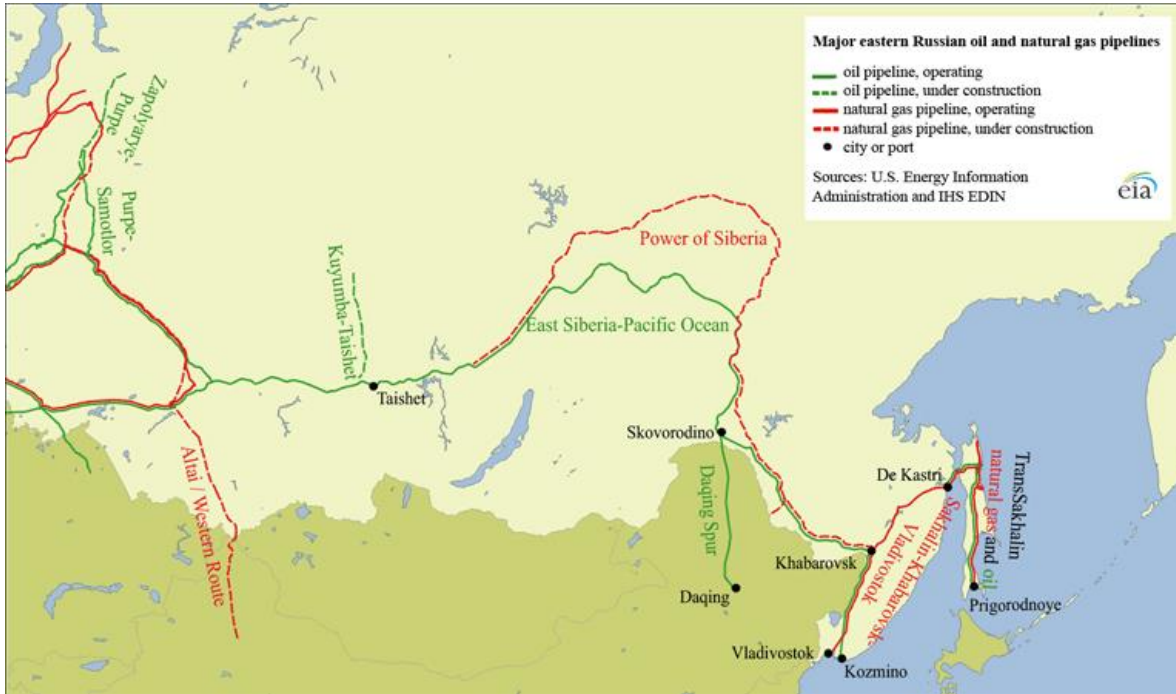 Major eastern Russian oil and natural gas pipelines
oil pipeline, operating
oil pipeline, under construction
natural gas pipeline, operating
natural gas pipeline, under construction
city or port
Sources: U.S. Energy Information
Administration and IHS EDIN
eia
Zapolyarye-
Purpe
Purpe-
Samotlor
Kuyumba-Taishet
Taishet
Altai / Western Route
Power of Siberia
East Siberia-Pacific Ocean
Skovorodino
Daqing Spur
Daqing
De Kastri
Khabarovsk
Sakhalin-Khabarovsk-
Vladivostok
TransSakhalin
natural gas and oil
Prigorodnoye
Vladivostok
Kozmino